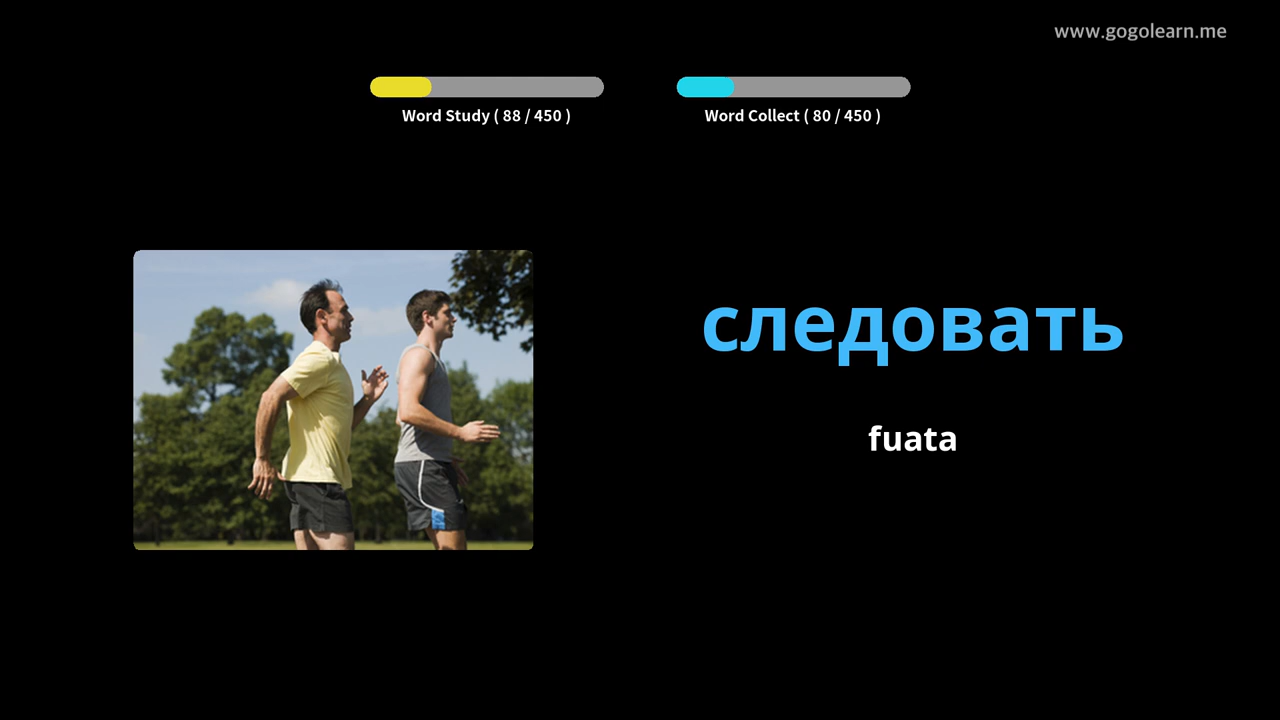 www.gogolearn.me
Word Study ( 88 / 450 )
Word Collect ( 80 / 450 )
следовать
fuata